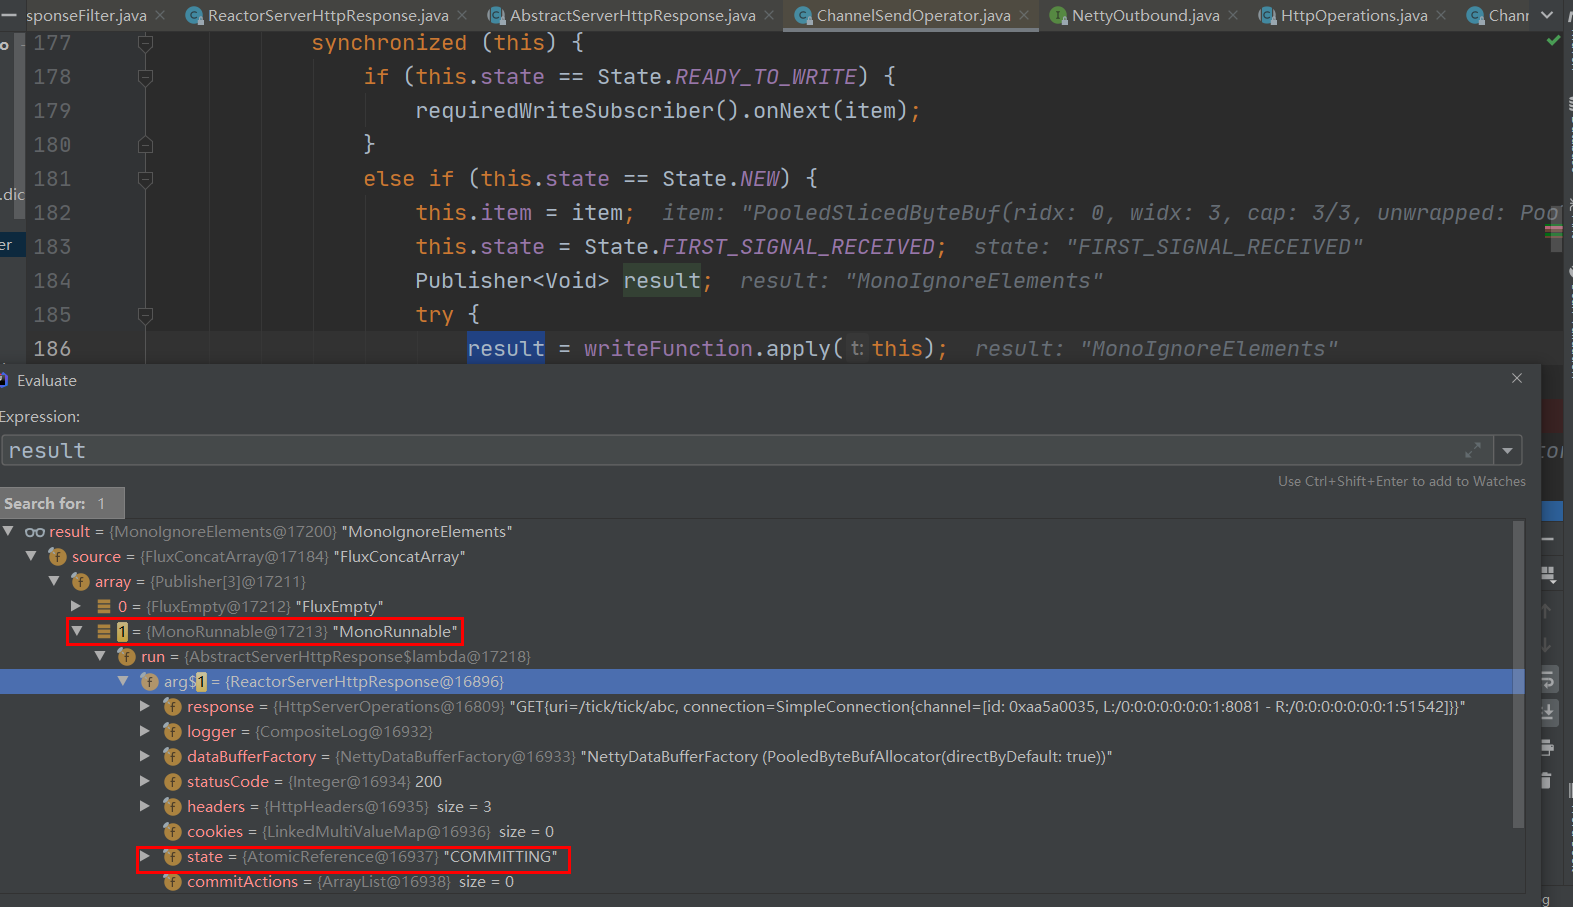 sponseFilter.java ReactorServerHttpResponse.java AbstractServerHttpResponse.java ChannelSendOperator.java NettyOutbound.java HttpOperations.java Chann
177 synchronized (this) {
178 if (this.state == State.READY_TO_WRITE) {
179 requiredWriteSubscriber().onNext(item);
180 }
181 else if (this.state == State.NEW) {
182 this.item = item; item: "PooledSlicedByteBuf(ridx: 0, widx: 3, cap: 3/3, unwrapped: Poo
183 this.state = State.FIRST_SIGNAL_RECEIVED; state: "FIRST_SIGNAL_RECEIVED"
184 Publisher<Void> result; result: "MonoIgnoreElements"
185 try {
186 result = writeFunction.apply( t: this); result: "MonoIgnoreElements"
.dic
er
Evaluate
Expression:
result
Use Ctrl+Shift+Enter to add to Watches
Search for: 1
result = {MonoIgnoreElements@17200} "MonoIgnoreElements"
source = {FluxConcatArray@17184} "FluxConcatArray"
array = {Publisher[3]@17211}
0 = {FluxEmpty@17212} "FluxEmpty"
1 = {MonoRunnable@17213} "MonoRunnable"
run = {AbstractServerHttpResponse$lambda@17218}
arg$1 = {ReactorServerHttpResponse@16896}
response = {HttpServerOperations@16809} "GET{uri=/tick/tick/abc, connection=SimpleConnection{channel=[id: 0xaa5a0035, L:/0:0:0:0:0:0:0:1:8081 - R:/0:0:0:0:0:0:0:1:51542]}}"
logger = {CompositeLog@16932}
dataBufferFactory = {NettyDataBufferFactory@16933} "NettyDataBufferFactory (PooledByteBufAllocator(directByDefault: true))"
statusCode = {Integer@16934} 200
headers = {HttpHeaders@16935} size = 3
cookies = {LinkedMultiValueMap@16936} size = 0
state = {AtomicReference@16937} "COMMITTING"
commitActions = {ArrayList@16938} size = 0